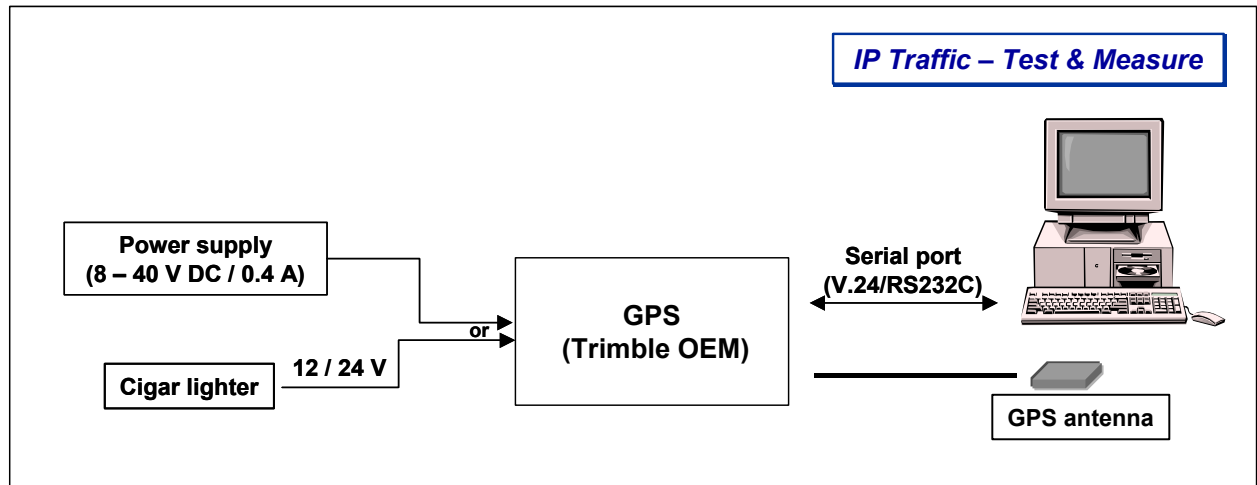 IP Traffic – Test & Measure
Power supply
(8 – 40 V DC / 0.4 A)
Serial port
(V.24/RS232C)
or
GPS
(Trimble OEM)
12 / 24 V
Cigar lighter
GPS antenna